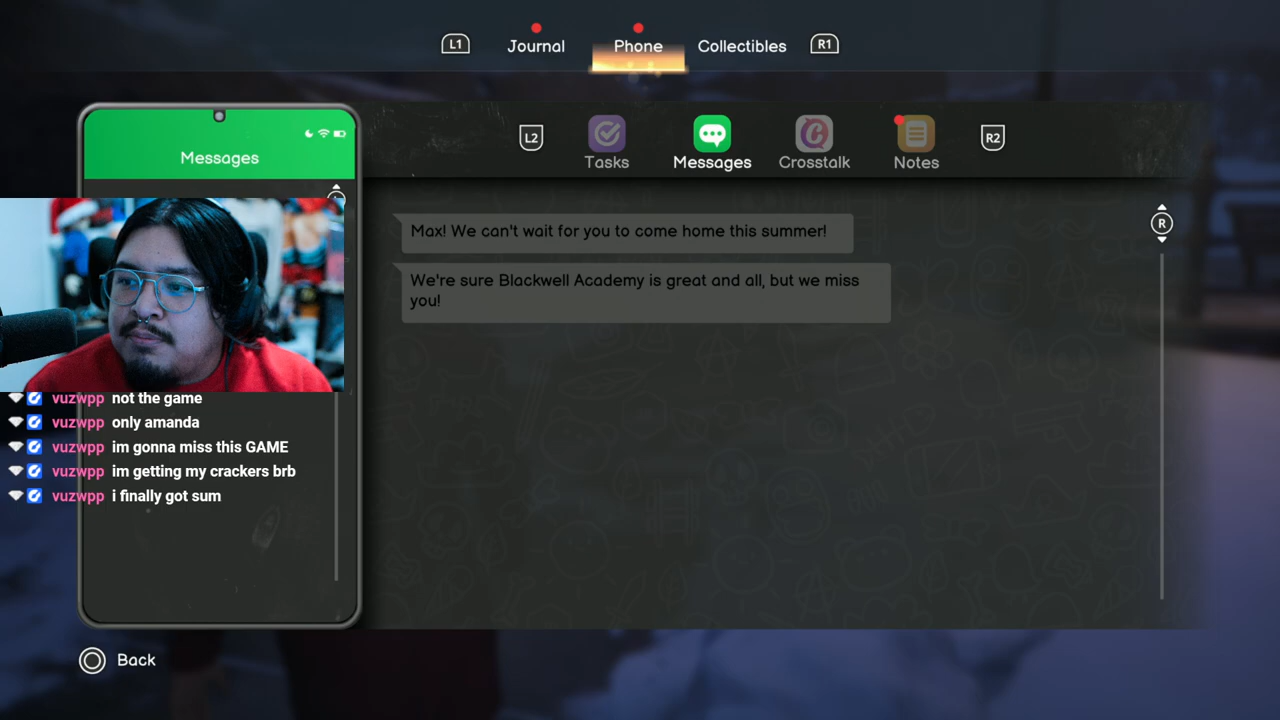 L1
Journal
Phone
Collectibles
R1
Messages
L2
Tasks
Messages
Crosstalk
Notes
R2
Max! We can't wait for you to come home this summer!
We're sure Blackwell Academy is great and all, but we miss
you!
R
vuzwpp not the game
vuzwpp only amanda
vuzwpp im gonna miss this GAME
vuzwpp im getting my crackers brb
vuzwpp i finally got sum
Back